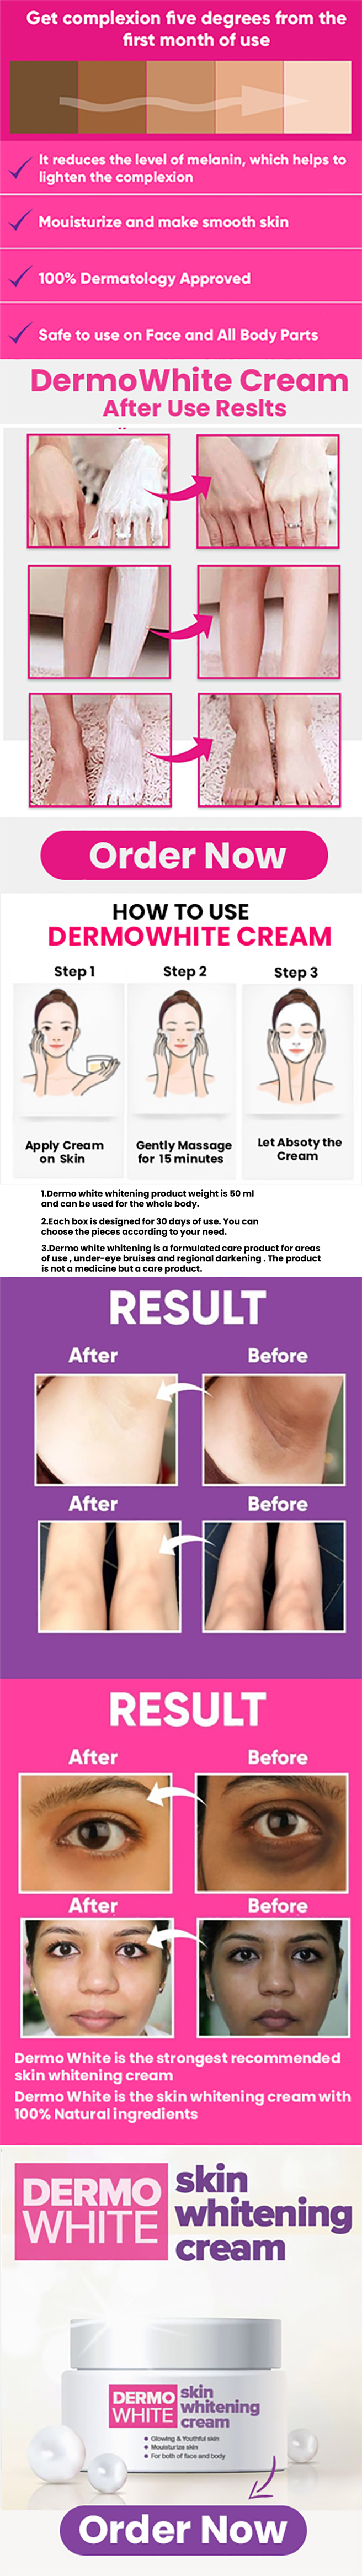 Get complexion five degrees from the
first month of use
It reduces the level of melanin, which helps to
lighten the complexion
Mouisturize and make smooth skin
100% Dermatology Approved
Safe to use on Face and All Body Parts
DermoWhite Cream
After Use Reslts
Order Now
HOW TO USE
DERMOWHITE CREAM
Step 1
Step 2
Step 3
Apply Cream
on Skin
Gently Massage
for 15 minutes
Let Absoty the
Cream
1.Dermo white whitening product weight is 50 ml
and can be used for the whole body.
2.Each box is designed for 30 days of use. You can
choose the pieces according to your need.
3.Dermo white whitening is a formulated care product for areas
of use , under-eye bruises and regional darkening . The product
is not a medicine but a care product.
RESULT
After
Before
After
Before
RESULT
After
Before
After
Before
Dermo White is the strongest recommended
skin whitening cream
Dermo White is the skin whitening cream with
100% Natural ingredients
DERMO
WHITE
skin
whitening
cream
DERMO
WHITE
skin
whitening
cream
Glowing & Youthful skin
Mouisturize skin
For both of face and body
Order Now